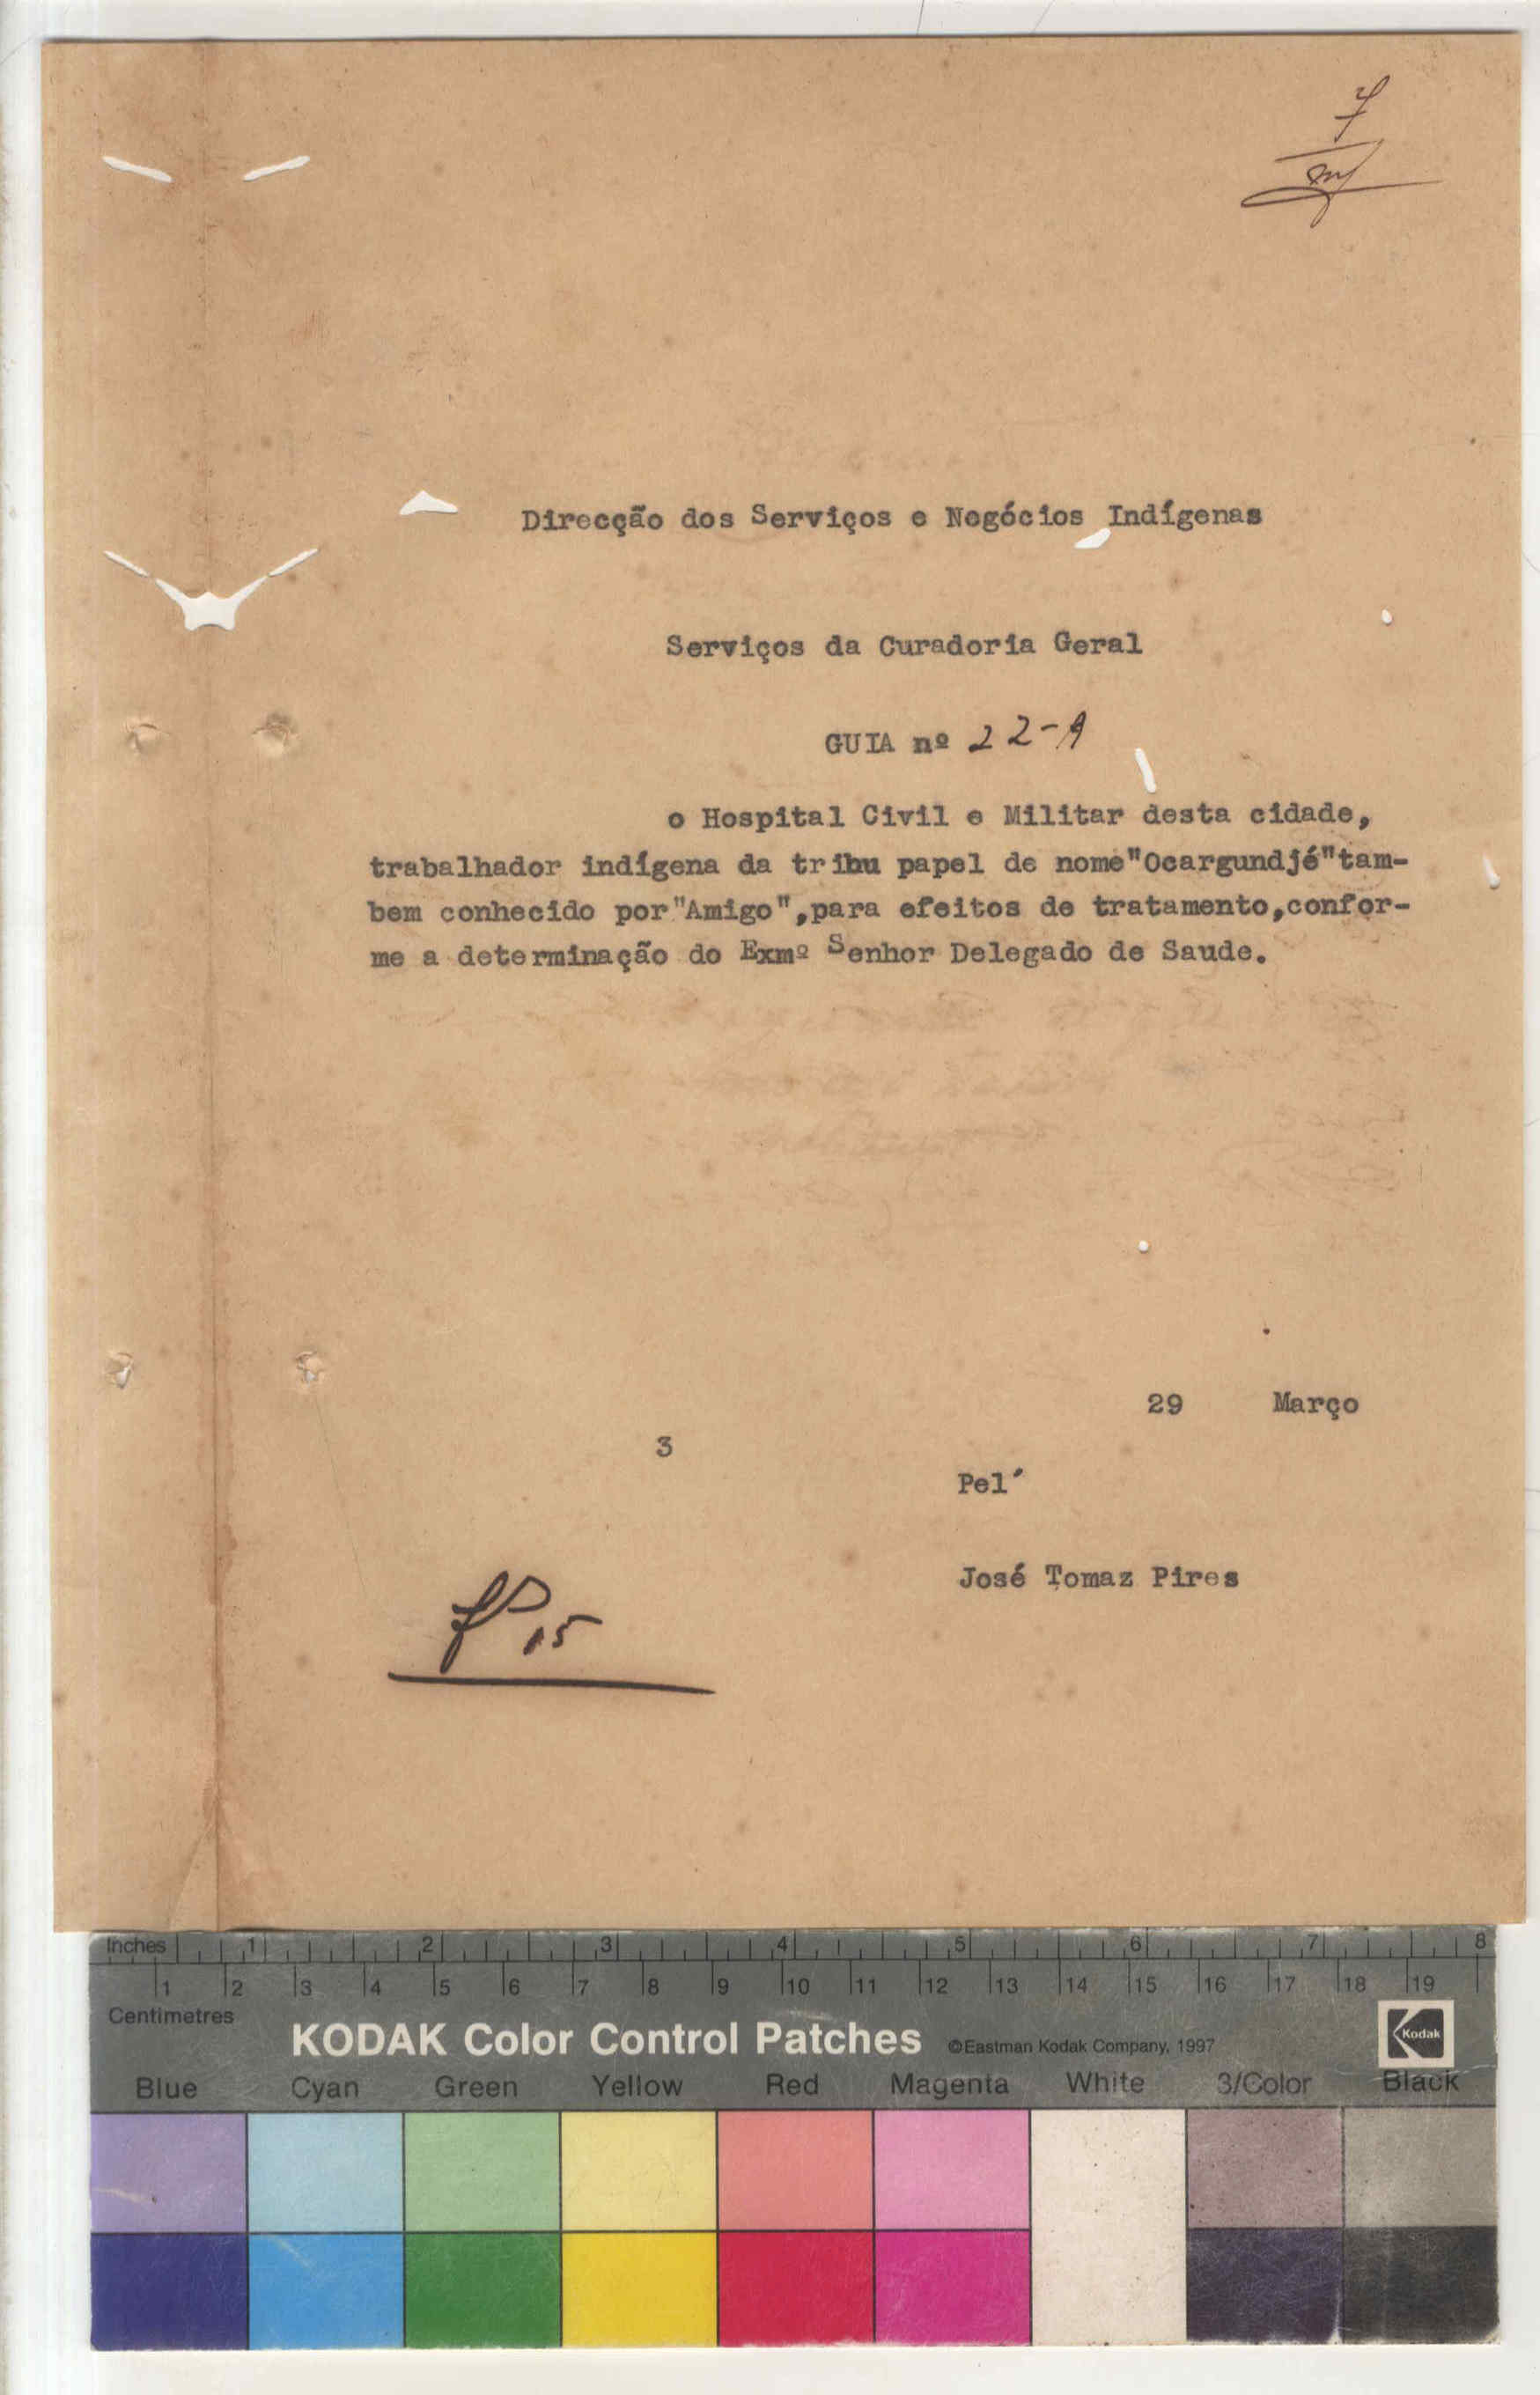 7
Direcção dos Serviços e Negócios Indígenas
Serviços da Curadoria Geral
GUIA nº 22-A
o Hospital Civil e Militar desta cidade,
trabalhador indígena da tribu papel de nome"Ocargundjé"tam-
bem conhecido por"Amigo",para efeitos de tratamento,confor-
me a determinação do Exmº Senhor Delegado de Saude.
29 Março
3
Pel´
José Tomaz Pires
15
Inches 1 2 3 4 5 6 7 8
1 2 3 4 5 6 7 8 9 10 11 12 13 14 15 16 17 18 19
Centimetres
KODAK Color Control Patches ©Eastman Kodak Company, 1997 Kodak
Blue Cyan Green Yellow Red Magenta White 3/Color Black